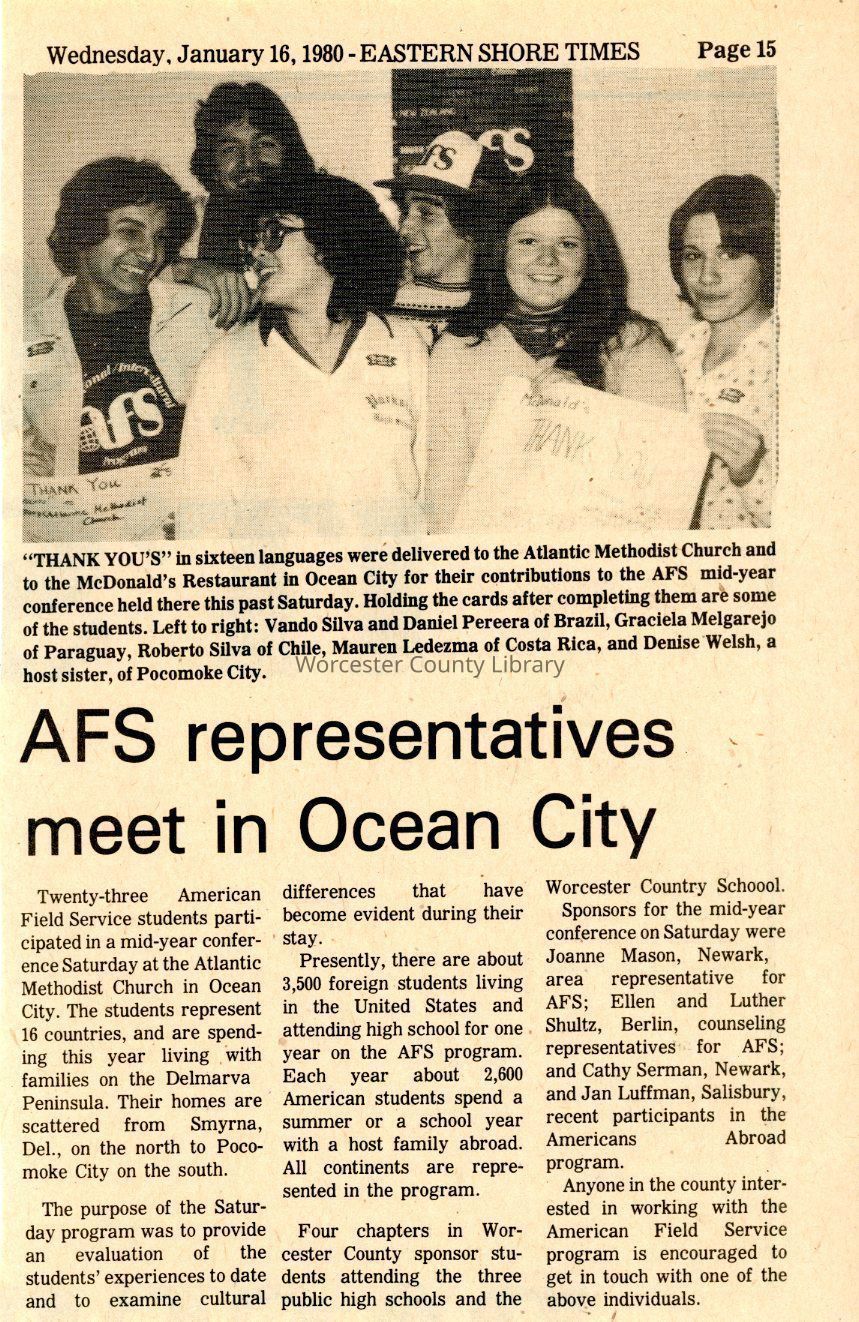 Wednesday, January 16, 1980 - EASTERN SHORE TIMES Page 15
NEW ZEALAND
AFS
FS
AFS
Programs
THANK YOU
Methodist
Church
McDonald's
THANK YOU
"THANK YOU'S" in sixteen languages were delivered to the Atlantic Methodist Church and
to the McDonald's Restaurant in Ocean City for their contributions to the AFS mid-year
conference held there this past Saturday. Holding the cards after completing them are some
of the students. Left to right: Vando Silva and Daniel Pereera of Brazil, Graciela Melgarejo
of Paraguay, Roberto Silva of Chile, Mauren Ledezma of Costa Rica, and Denise Welsh, a
host sister, of Pocomoke City.
Worcester County Library
AFS representatives
meet in Ocean City
Twenty-three American
Field Service students parti-
cipated in a mid-year confer-
ence Saturday at the Atlantic
Methodist Church in Ocean
City. The students represent
16 countries, and are spend-
ing this year living with
families on the Delmarva
Peninsula. Their homes are
scattered from Smyrna,
Del., on the north to Poco-
moke City on the south.
The purpose of the Satur-
day program was to provide
an evaluation of the
students' experiences to date
and to examine cultural
differences that have
become evident during their
stay.
Presently, there are about
3,500 foreign students living
in the United States and
attending high school for one
year on the AFS program.
Each year about 2,600
American students spend a
summer or a school year
with a host family abroad.
All continents are repre-
sented in the program.
Four chapters in Wor-
cester County sponsor stu-
dents attending the three
public high schools and the
Worcester Country Schoool.
Sponsors for the mid-year
conference on Saturday were
Joanne Mason, Newark,
area representative for
AFS; Ellen and Luther
Shultz, Berlin, counseling
representatives for AFS;
and Cathy Serman, Newark,
and Jan Luffman, Salisbury,
recent participants in the
Americans Abroad
program.
Anyone in the county inter-
ested in working with the
American Field Service
program is encouraged to
get in touch with one of the
above individuals.